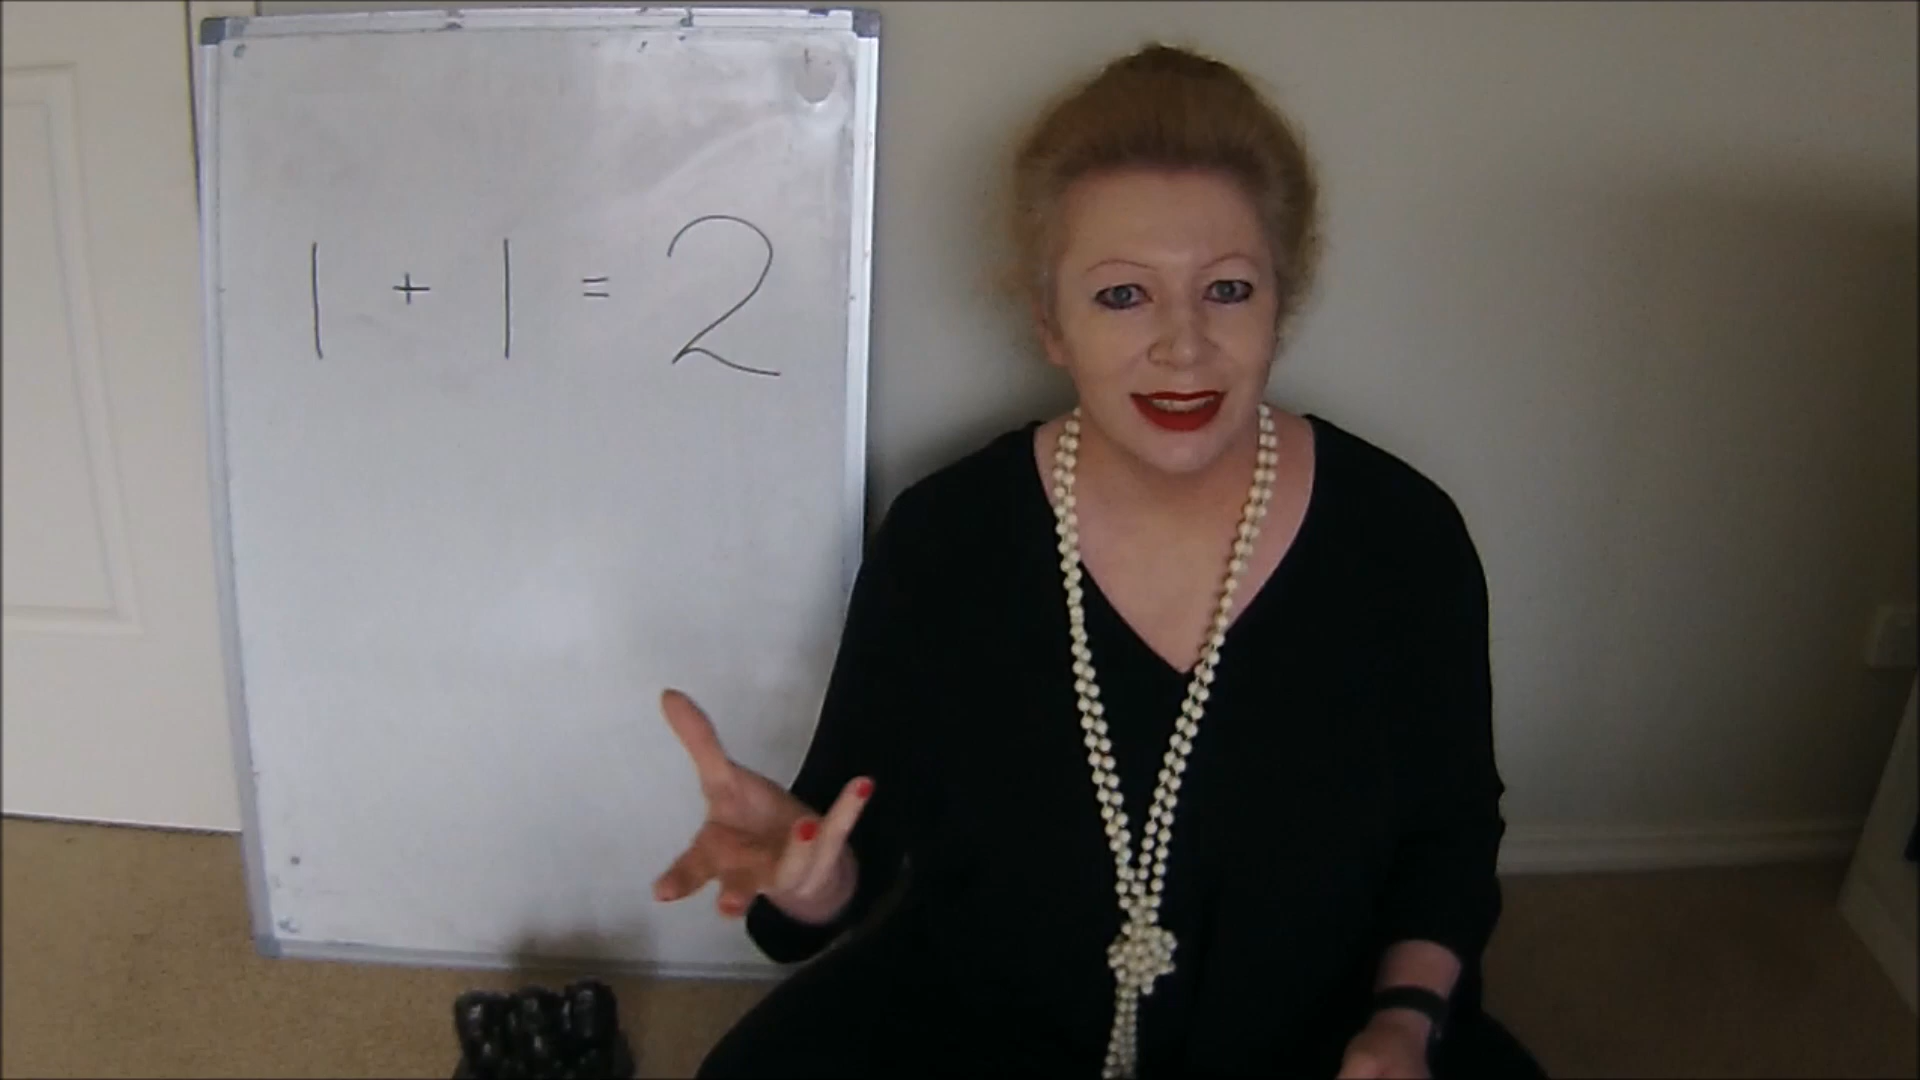 1 + 1 = 2